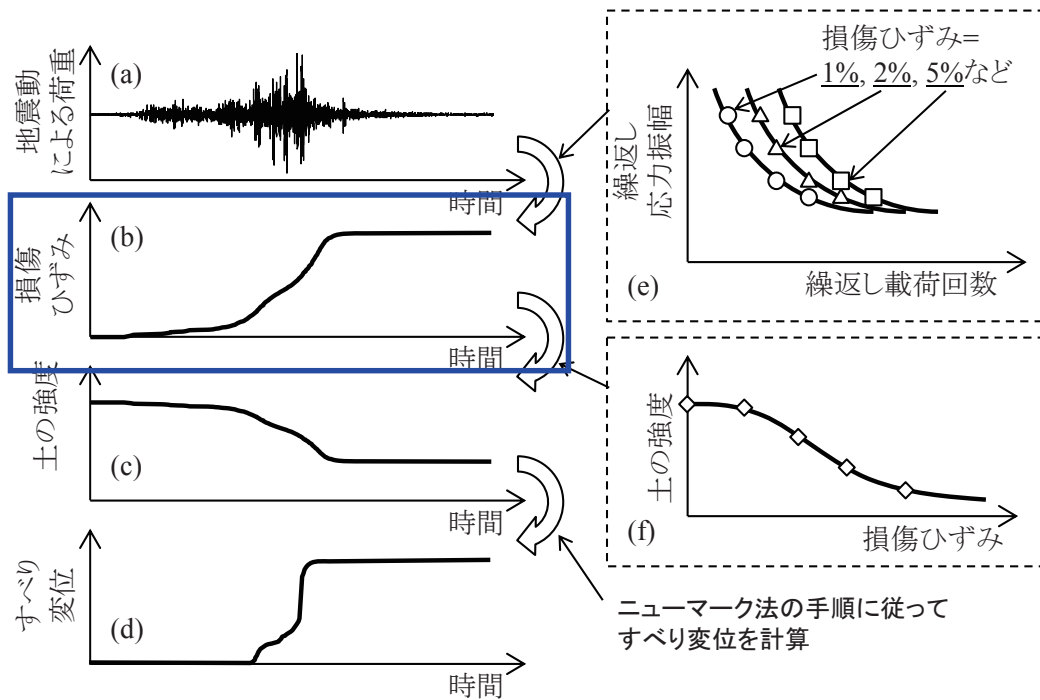 (a)
地震動
による荷重
時間
(b)
損傷
ひずみ
時間
(c)
土の強度
時間
(d)
すべり
変位
時間
損傷ひずみ=
1%, 2%, 5%など
繰返し
応力振幅
(e)
繰返し載荷回数
土の強度
(f)
損傷ひずみ
ニューマーク法の手順に従って
すべり変位を計算